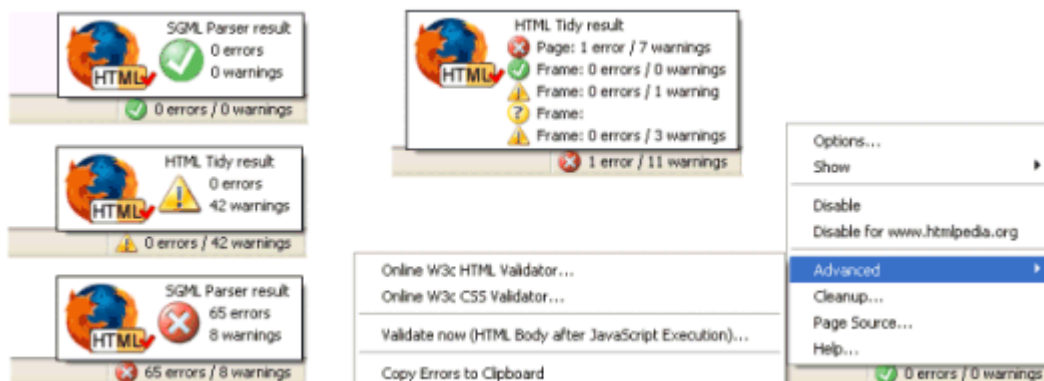 SGML Parser result
0 errors
0 warnings
HTML
0 errors / 0 warnings
HTML Tidy result
0 errors
42 warnings
HTML
0 errors / 42 warnings
SGML Parser result
65 errors
8 warnings
HTML
65 errors / 8 warnings
HTML Tidy result
Page: 1 error / 7 warnings
HTML
Frame: 0 errors / 0 warnings
Frame: 0 errors / 1 warning
Frame:
Frame: 0 errors / 3 warnings
1 error / 11 warnings
Online W3c HTML Validator...
Online W3c CSS Validator...
Validate now (HTML Body after JavaScript Execution)...
Copy Errors to Clipboard
Options...
Show
Disable
Disable for www.htmlpedia.org
Advanced
Cleanup...
Page Source...
Help...
0 errors / 0 warnings